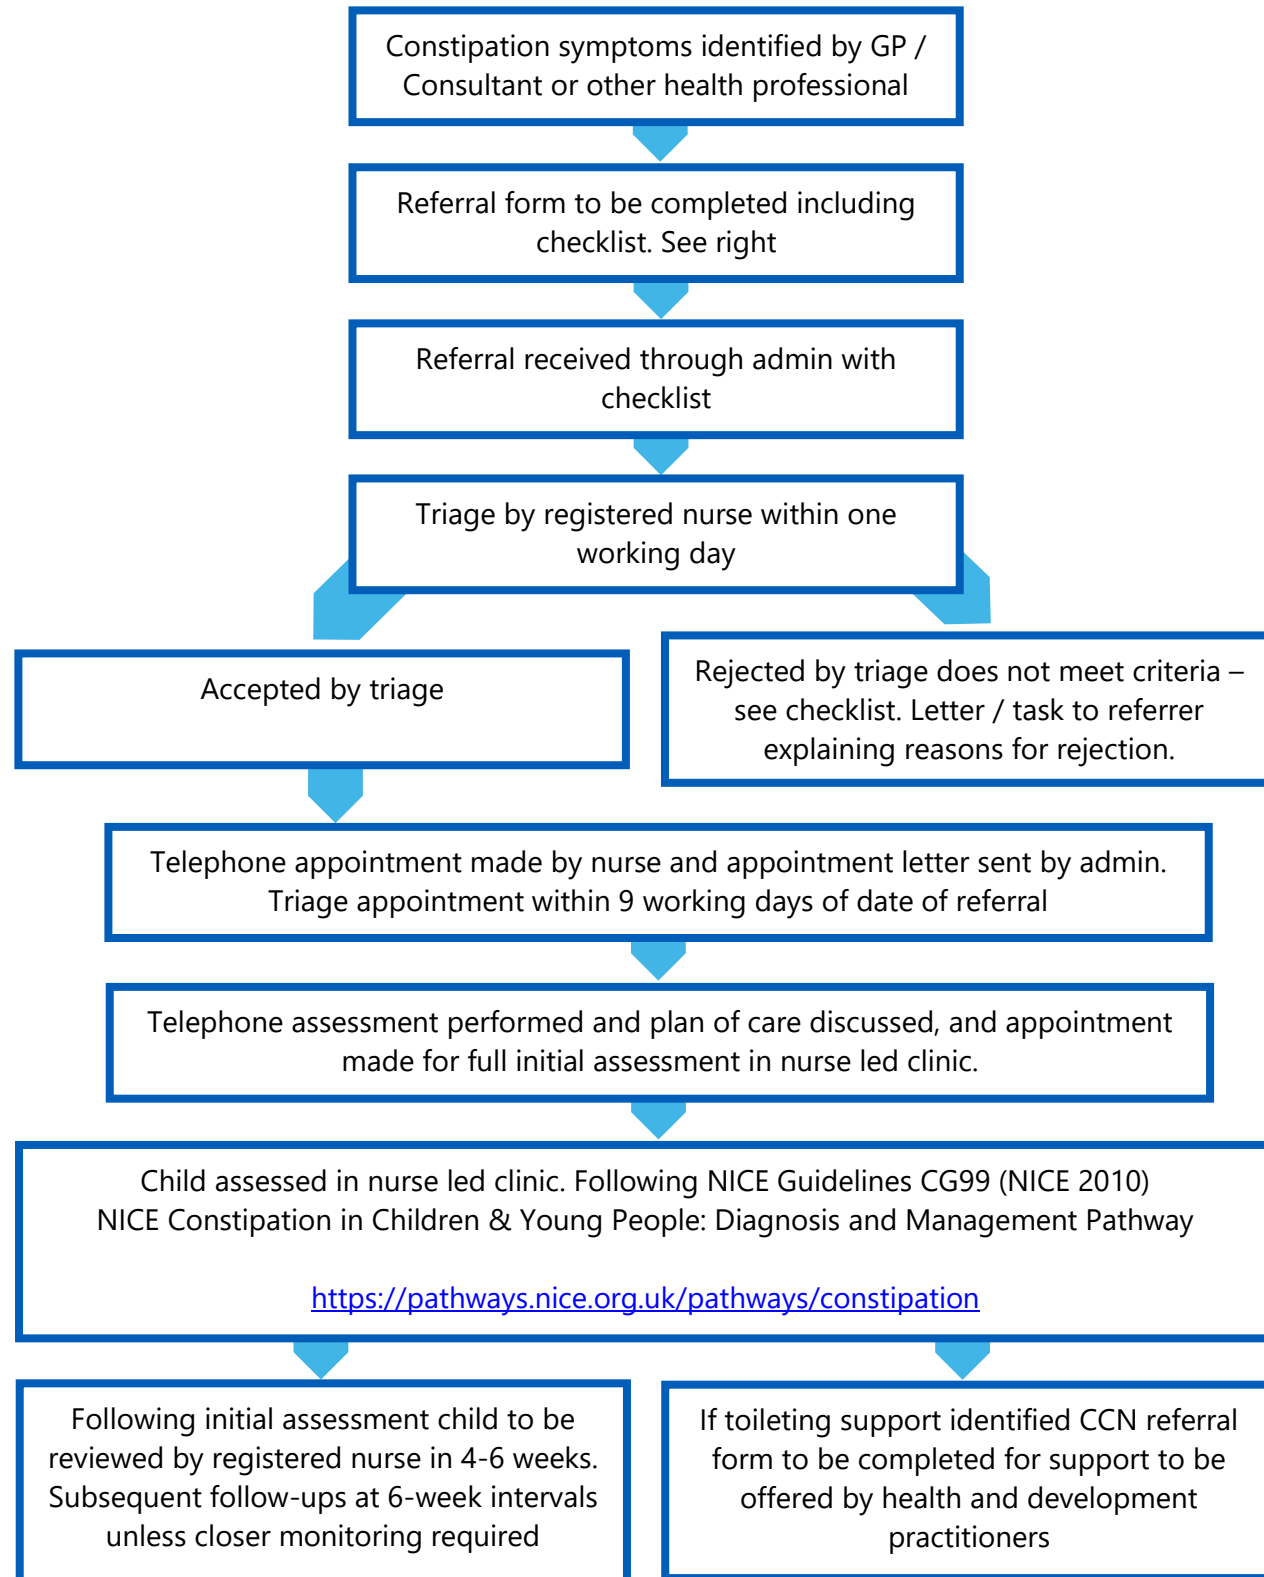 Constipation symptoms identified by GP /
Consultant or other health professional
Referral form to be completed including
checklist. See right
Referral received through admin with
checklist
Triage by registered nurse within one
working day
Accepted by triage
Rejected by triage does not meet criteria –
see checklist. Letter / task to referrer
explaining reasons for rejection.
Telephone appointment made by nurse and appointment letter sent by admin.
Triage appointment within 9 working days of date of referral
Telephone assessment performed and plan of care discussed, and appointment
made for full initial assessment in nurse led clinic.
Child assessed in nurse led clinic. Following NICE Guidelines CG99 (NICE 2010)
NICE Constipation in Children & Young People: Diagnosis and Management Pathway
https://pathways.nice.org.uk/pathways/constipation
Following initial assessment child to be
reviewed by registered nurse in 4-6 weeks.
Subsequent follow-ups at 6-week intervals
unless closer monitoring required
If toileting support identified CCN referral
form to be completed for support to be
offered by health and development
practitioners